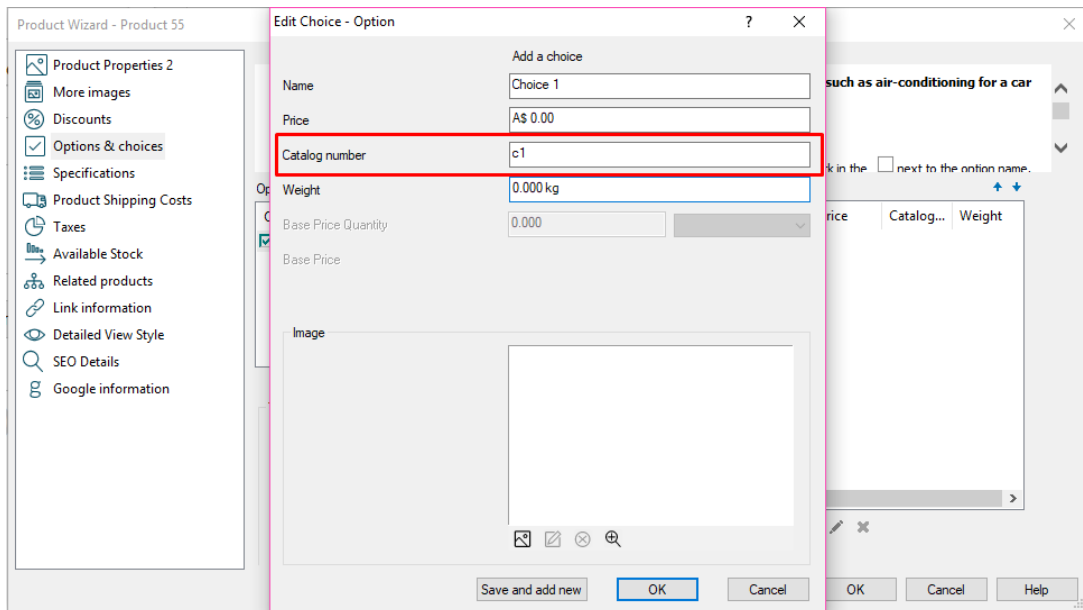 Product Wizard - Product 55
Product Properties 2
More images
Discounts
Options & choices
Specifications
Product Shipping Costs
Taxes
Available Stock
Related products
Link information
Detailed View Style
SEO Details
Google information
Edit Choice - Option
?
Add a choice
Name
Choice 1
Price
A$ 0.00
Catalog number
c1
Weight
0.000 kg
Base Price Quantity
0.000
Base Price
Image
Save and add new
OK
Cancel
such as air-conditioning for a car
in the
next to the option name.
Catalog... Weight
OK
Cancel
Help